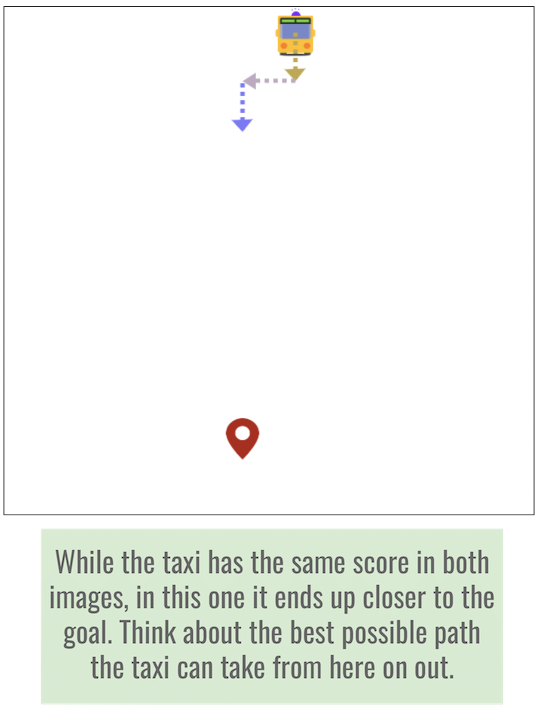 While the taxi has the same score in both
images, in this one it ends up closer to the
goal. Think about the best possible path
the taxi can take from here on out.